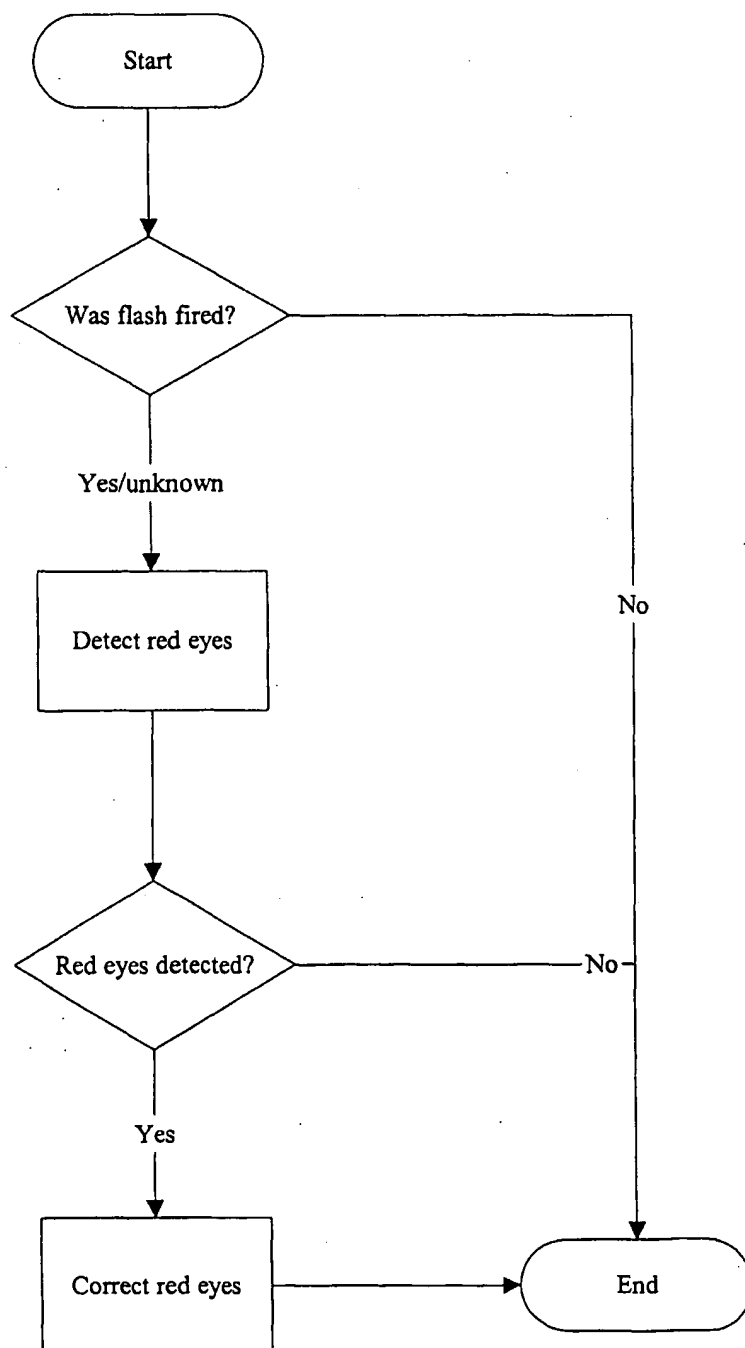 Start
Was flash fired?
Yes/unknown
Detect red eyes
No
Red eyes detected?
No
Yes
Correct red eyes
End